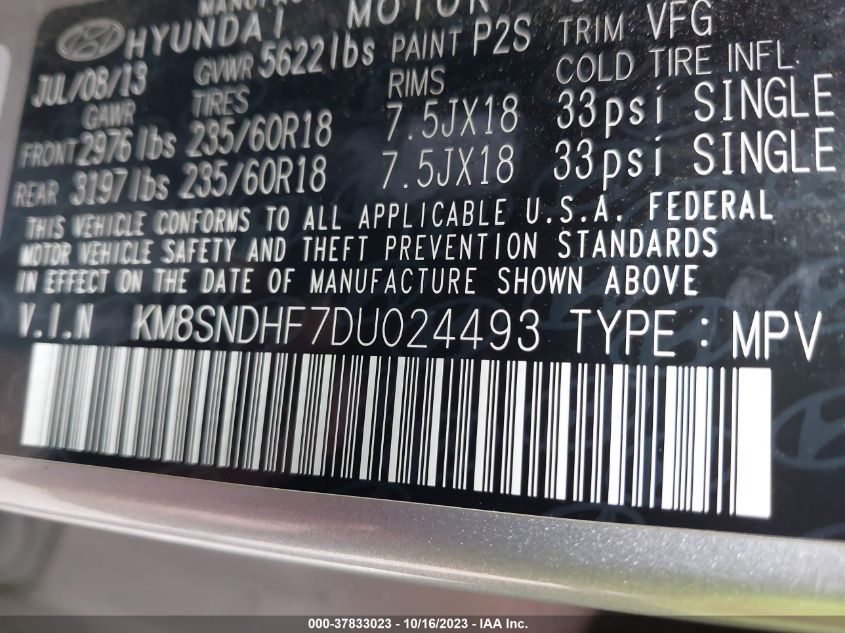 HYUNDAI MOTOR
JUL/08/13 GVWR 5622lbs PAINT P2S TRIM VFG
GAWR TIRES RIMS COLD TIRE INFL.
FRONT 2976lbs 235/60R18 7.5JX18 33psi SINGLE
REAR 3197lbs 235/60R18 7.5JX18 33psi SINGLE
THIS VEHICLE CONFORMS TO ALL APPLICABLE U.S.A. FEDERAL
MOTOR VEHICLE SAFETY AND THEFT PREVENTION STANDARDS
IN EFFECT ON THE DATE OF MANUFACTURE SHOWN ABOVE
V.I.N KM8SNDHF7DU024493 TYPE : MPV
000-37833023 - 10/16/2023 - IAA Inc.